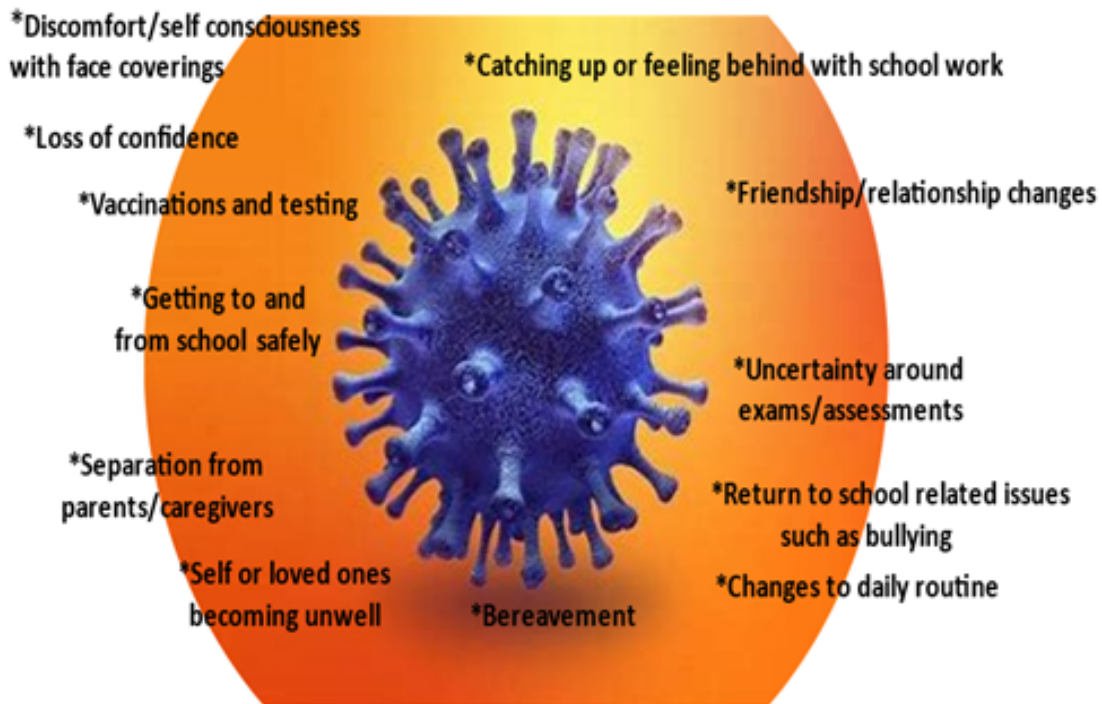 *Discomfort/self consciousness
with face coverings
*Catching up or feeling behind with school work
*Loss of confidence
*Vaccinations and testing
*Friendship/relationship changes
*Getting to and
from school safely
*Uncertainty around
exams/assessments
*Separation from
parents/caregivers
*Return to school related issues
such as bullying
*Self or loved ones
becoming unwell
*Changes to daily routine
*Bereavement